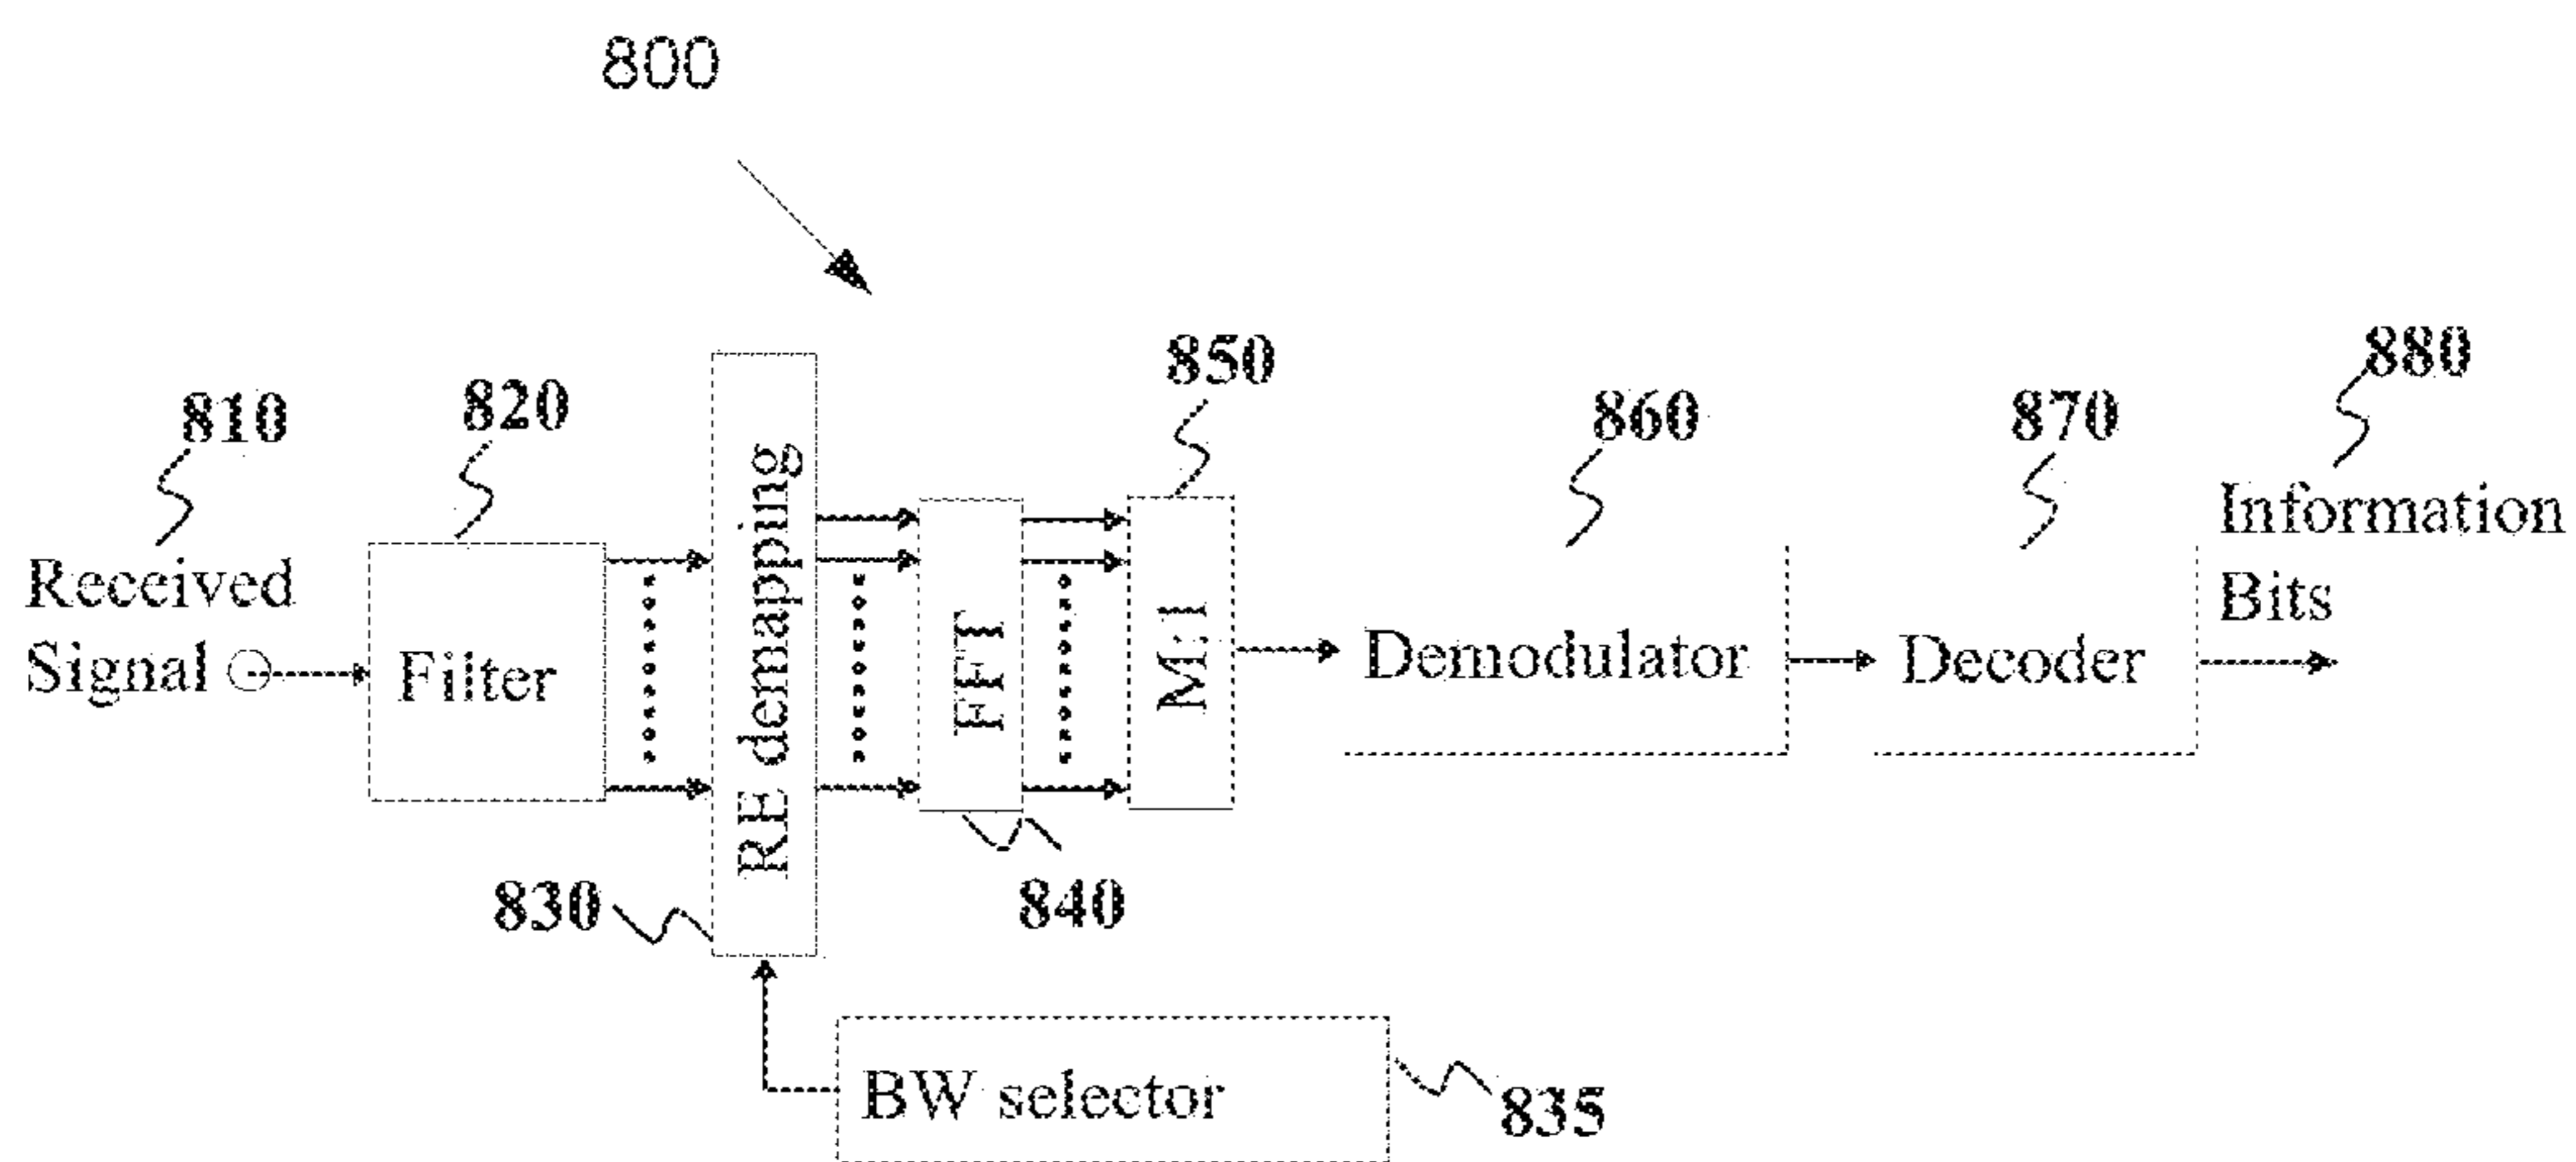 800
810
820
850
860
870
880
Received
Signal
Filter
RE demapping
FFT
M:1
Demodulator
Decoder
Information
Bits
830
840
BW selector
835